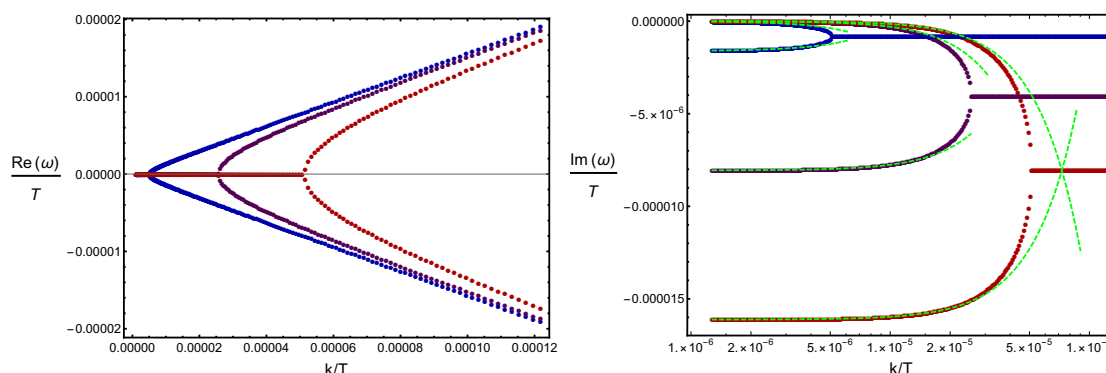 0.00002
0.00001
Re (ω)
T
0.00000
−0.00001
−0.00002
0.00000 0.00002 0.00004 0.00006 0.00008 0.00010 0.00012
k/T
0.000000
−5.×10⁻⁶
Im (ω)
T
−0.000010
−0.000015
1.×10⁻⁶ 2.×10⁻⁶ 5.×10⁻⁶ 1.×10⁻⁵ 2.×10⁻⁵ 5.×10⁻⁵ 1.×10⁻
k/T